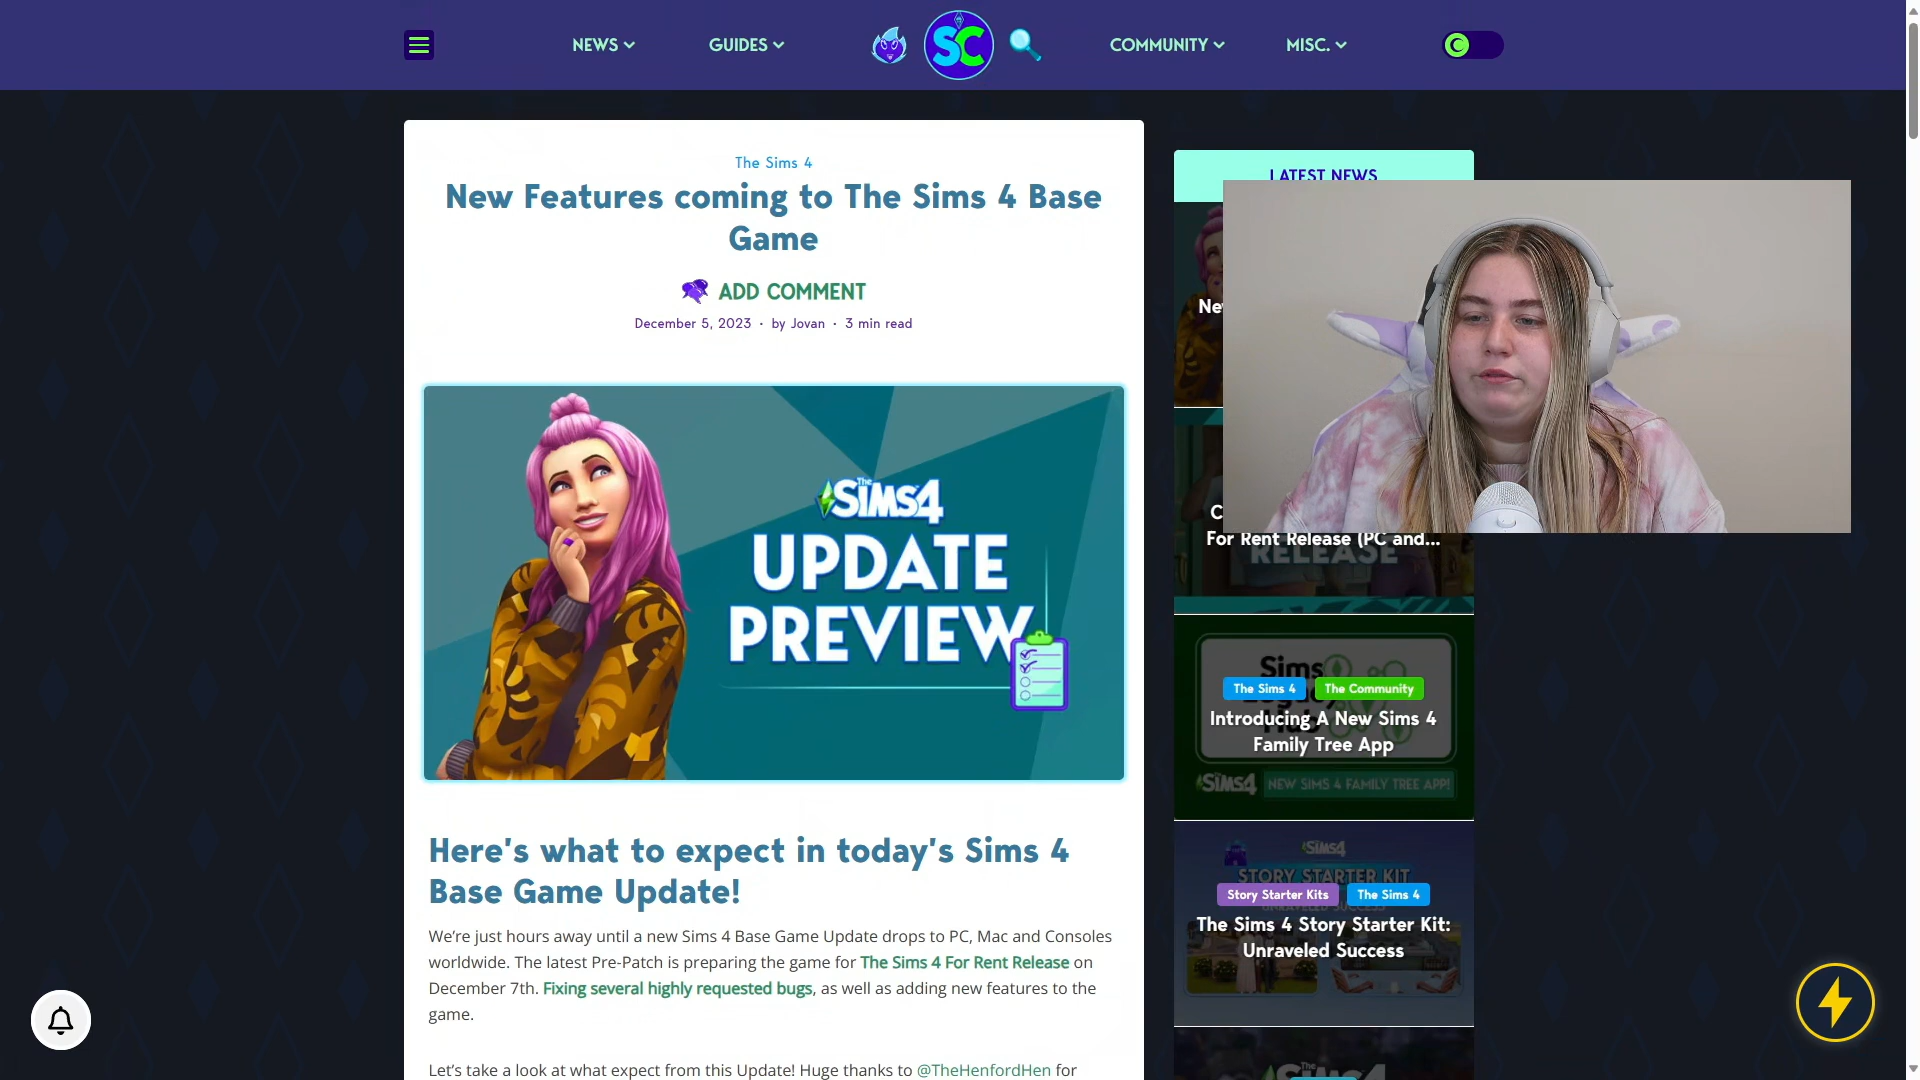 NEWS
GUIDES
SC
COMMUNITY
MISC.
The Sims 4
New Features coming to The Sims 4 Base
Game
ADD COMMENT
December 5, 2023 · by Jovan · 3 min read
The SIMS4
UPDATE
PREVIEW
Here's what to expect in today's Sims 4
Base Game Update!
We're just hours away until a new Sims 4 Base Game Update drops to PC, Mac and Consoles
worldwide. The latest Pre-Patch is preparing the game for The Sims 4 For Rent Release on
December 7th. Fixing several highly requested bugs, as well as adding new features to the
game.
Let's take a look at what expect from this Update! Huge thanks to @TheHenfordHen for
LATEST NEWS
For Rent Release (PC and...
RELEASE
The Sims 4
The Community
Introducing A New Sims 4
Family Tree App
SIMS4
NEW SIMS 4 FAMILY TREE APP!
SIMS4
STORY STARTER KIT
Story Starter Kits
The Sims 4
The Sims 4 Story Starter Kit:
Unraveled Success